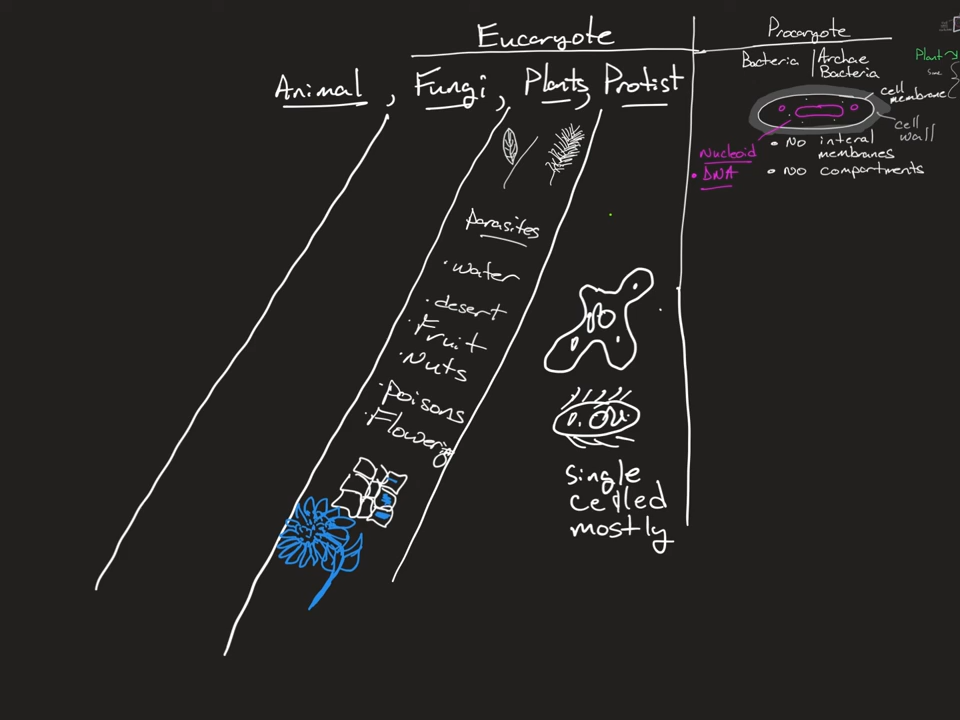 Eucaryote
Animal, Fungi, Plants, Protist
Parasites
• water
• desert
• Fruit
• Nuts
• Poisons
• Flowering
single
celled
mostly
Procaryote
Bacteria | Archae
Bacteria
cell
membrane
cell
wall
Nucleoid
• DNA
• No interal
membranes
• No compartments
Plant